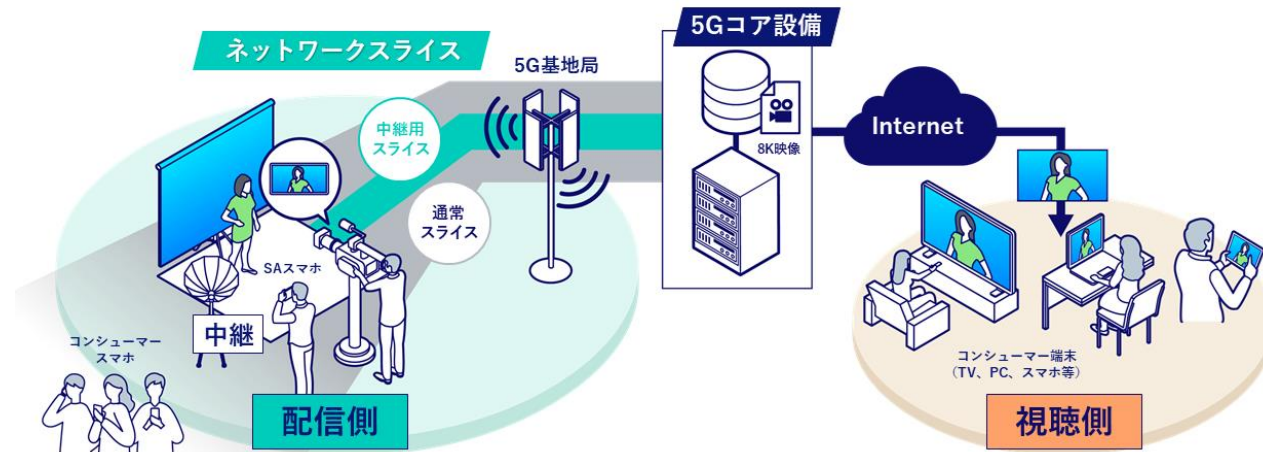 ネットワークスライス
5G基地局
5Gコア設備
中継用
スライス
通常
スライス
8K映像
Internet
SAスマホ
中継
コンシューマー
スマホ
配信側
コンシューマー端末
(TV、PC、スマホ等)
視聴側